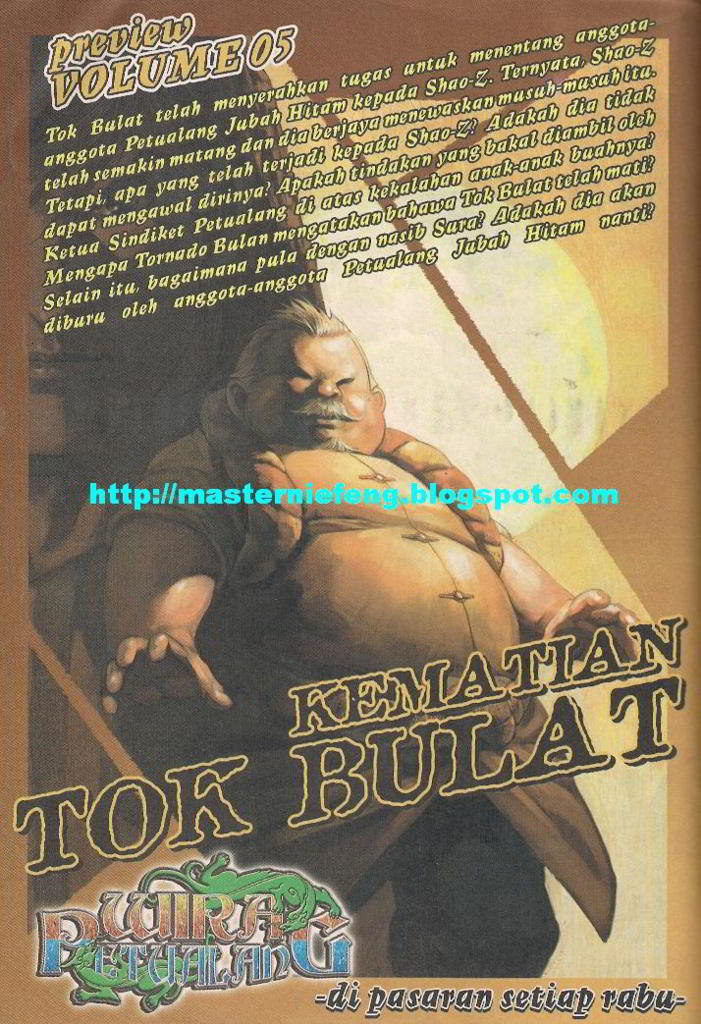 preview
VOLUME 05
Tok Bulat telah menyerahkan tugas untuk menentang anggota-
anggota Petualang Jubah Hitam kepada Shao-Z. Ternyata, Shao-Z
telah semakin matang dan dia berjaya menewaskan musuh-musuh ita.
Tetapi, apa yang telah terjadi kepada Shao-Z? Adakah dia tidak
dapat mengawal dirinya? Apakah tindakan yang bakal diambil oleh
Ketua Sindiket Petualang di atas kekalahan anak-anak buahnya?
Mengapa Tornado Bulan mengatakan bahawa Tok Bulat telah mati?
Selain itu, bagaimana pula dengan nasib Sura? Adakah dia akan
diburu oleh anggota-anggota Petualang Jabah Hitam nanti?
http://masterniefeng.blogspot.com
KEMATIAN
TOK BULAT
WIRA
PETUALANG
-di pasaran setiap rabu-